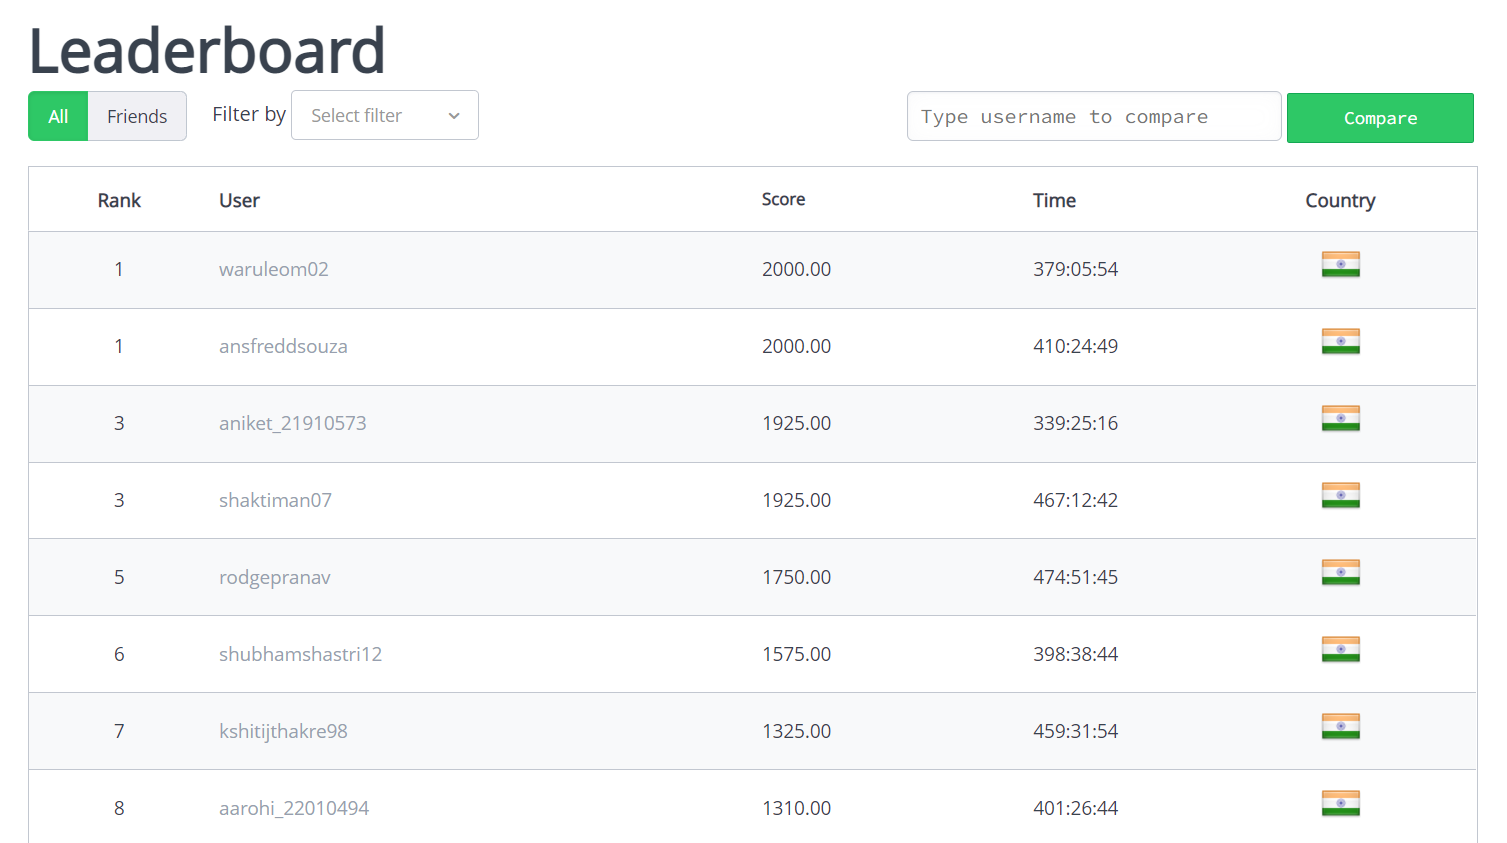 Leaderboard
All Friends Filter by Select filter Type username to compare Compare
Rank User Score Time Country
1 waruleom02 2000.00 379:05:54
1 ansfreddsouza 2000.00 410:24:49
3 aniket_21910573 1925.00 339:25:16
3 shaktiman07 1925.00 467:12:42
5 rodgepranav 1750.00 474:51:45
6 shubhamshastri12 1575.00 398:38:44
7 kshitijthakre98 1325.00 459:31:54
8 aarohi_22010494 1310.00 401:26:44